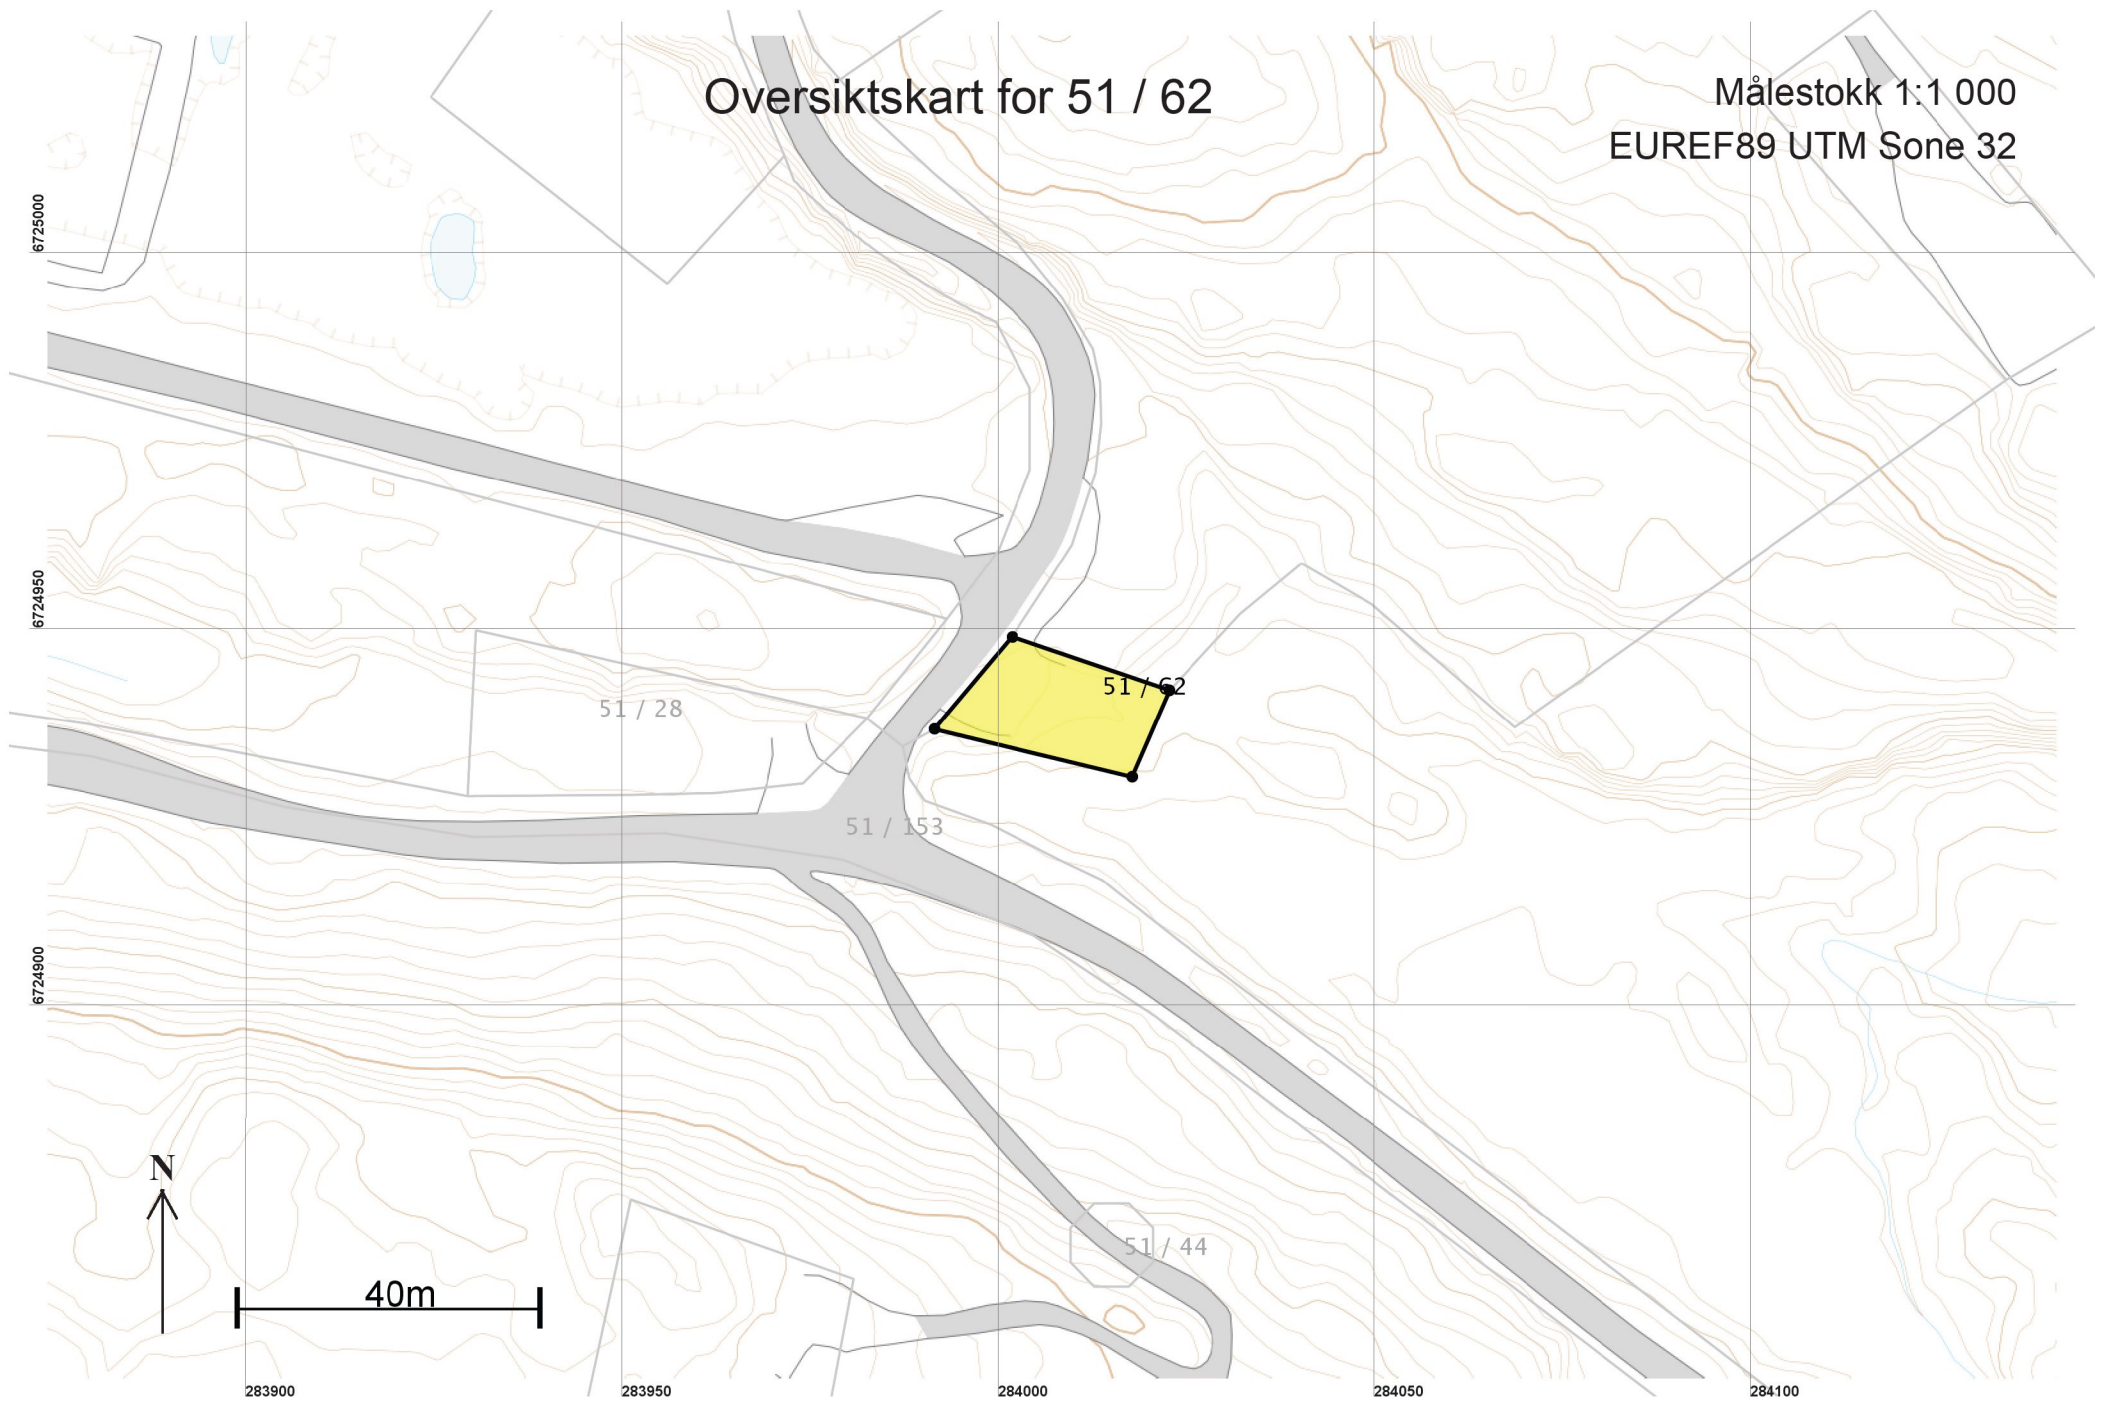 Oversiktskart for 51 / 62
Målestokk 1:1 000
EUREF89 UTM Sone 32
6725000
6724950
51 / 62
51 / 28
51 / 153
6724900
N
51 / 44
40m
283900
283950
284000
284050
284100